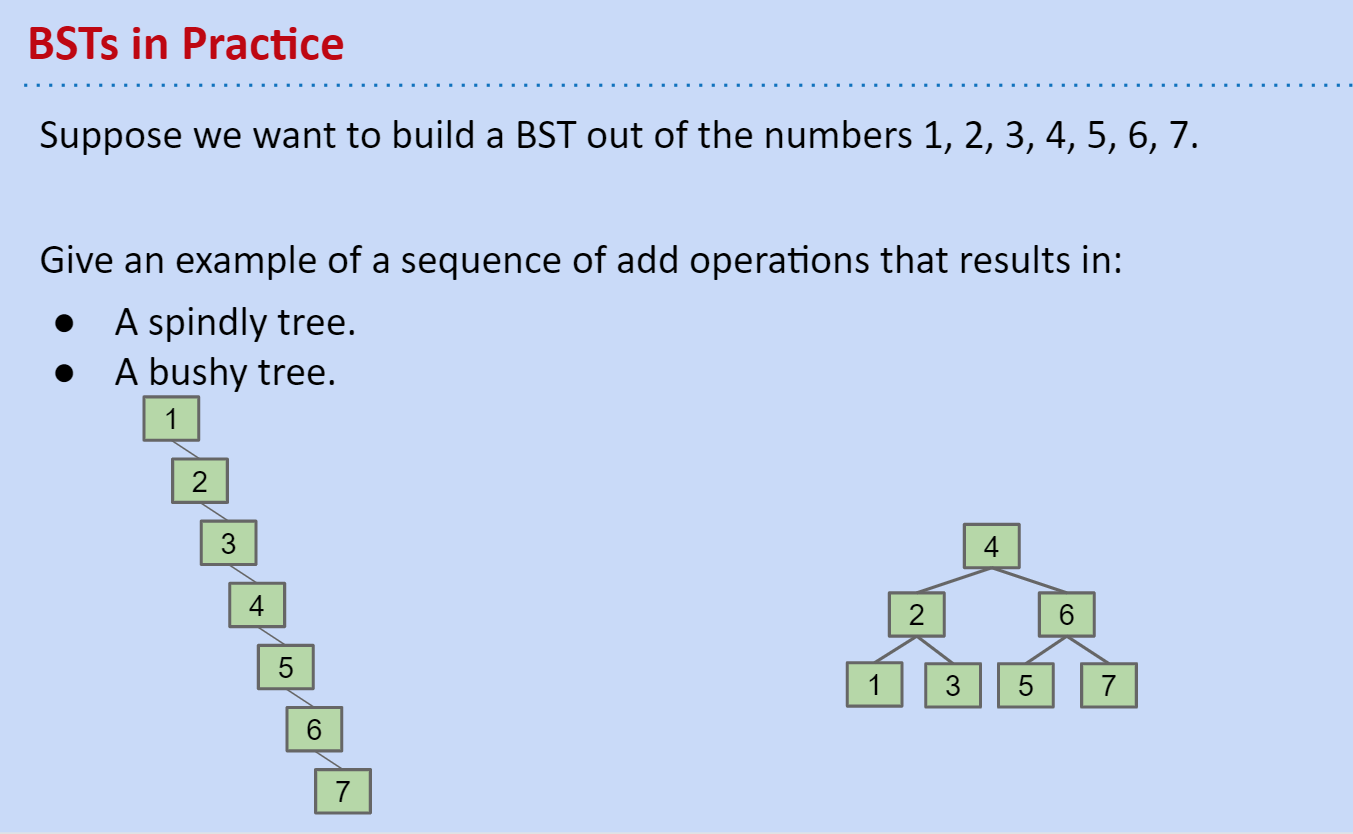 BSTs in Practice
Suppose we want to build a BST out of the numbers 1, 2, 3, 4, 5, 6, 7.
Give an example of a sequence of add operations that results in:
● A spindly tree.
● A bushy tree.
1
2
3
4
5
6
7
4
2 6
1 3 5 7